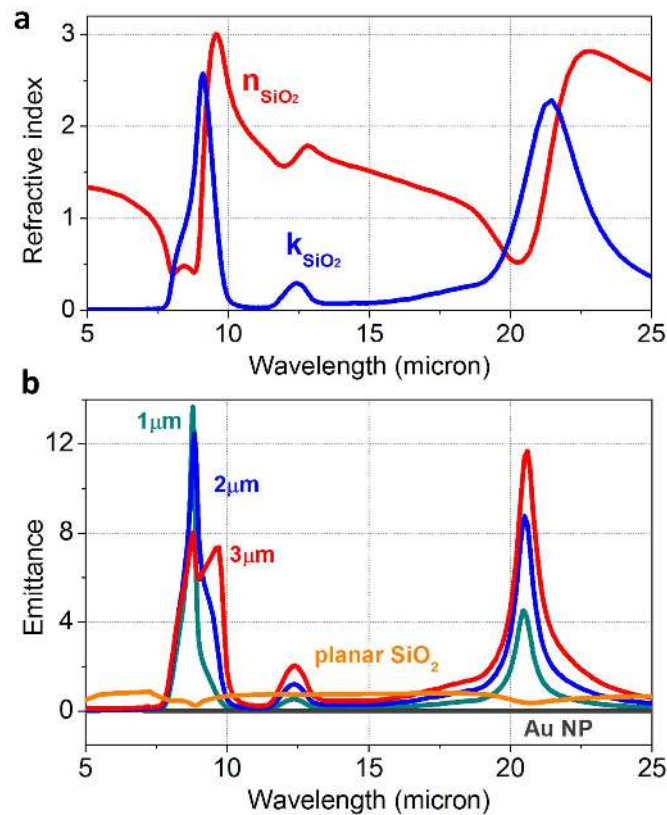 a
3
2
1
0
Refractive index
n SiO₂
k SiO₂
5 10 15 20 25
Wavelength (micron)
b
12
8
4
0
Emittance
1μm
2μm
3μm
planar SiO₂
Au NP
5 10 15 20 25
Wavelength (micron)